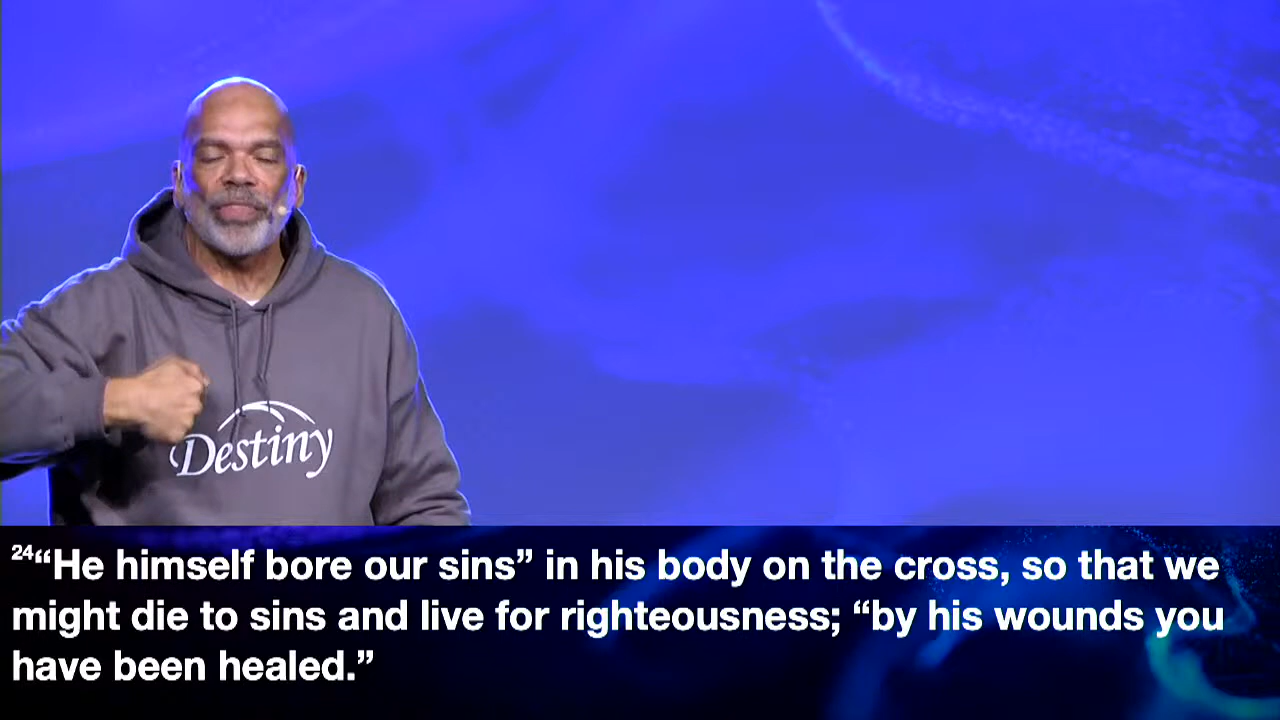 Destiny
24“He himself bore our sins” in his body on the cross, so that we
might die to sins and live for righteousness; “by his wounds you
have been healed.”